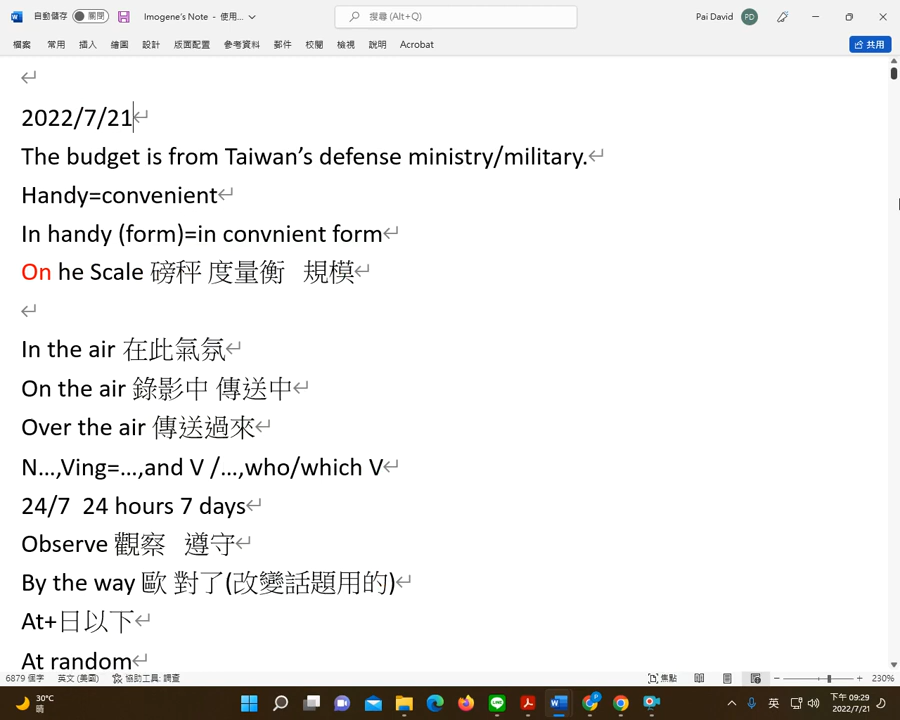 自動儲存 關閉 Imogene's Note - 使用... 搜尋 (Alt+Q) Pai David PD
檔案 常用 插入 繪圖 設計 版面配置 參考資料 郵件 校閱 檢視 說明 Acrobat 共用
2022/7/21
The budget is from Taiwan’s defense ministry/military.
Handy=convenient
In handy (form)=in convnient form
On he Scale 磅秤 度量衡 規模
In the air 在此氣氛
On the air 錄影中 傳送中
Over the air 傳送過來
N…,Ving=…,and V /…,who/which V
24/7 24 hours 7 days
Observe 觀察 遵守
By the way 歐 對了(改變話題用的)
At+日以下
At random
6879 個字 英文 (美國) 協助工具: 調查 焦點 230%
30°C 晴 英 下午 09:29
2022/7/21